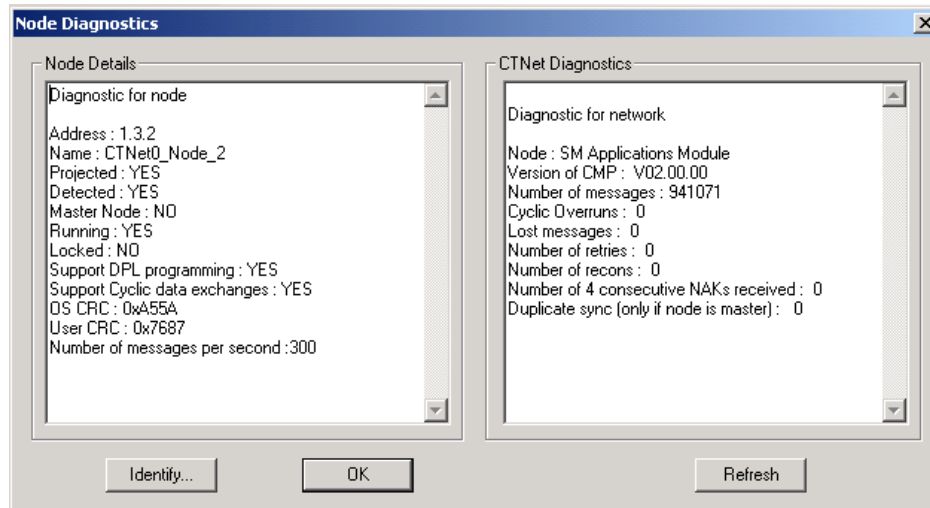 Node Diagnostics
Node Details
Diagnostic for node
Address : 1.3.2
Name : CTNet0_Node_2
Projected : YES
Detected : YES
Master Node : NO
Running : YES
Locked : NO
Support DPL programming : YES
Support Cyclic data exchanges : YES
OS CRC : 0xA55A
User CRC : 0x7687
Number of messages per second :300
CTNet Diagnostics
Diagnostic for network
Node : SM Applications Module
Version of CMP : V02.00.00
Number of messages : 941071
Cyclic Overruns : 0
Lost messages : 0
Number of retries : 0
Number of recons : 0
Number of 4 consecutive NAKs received : 0
Duplicate sync (only if node is master) : 0
Identify...
OK
Refresh